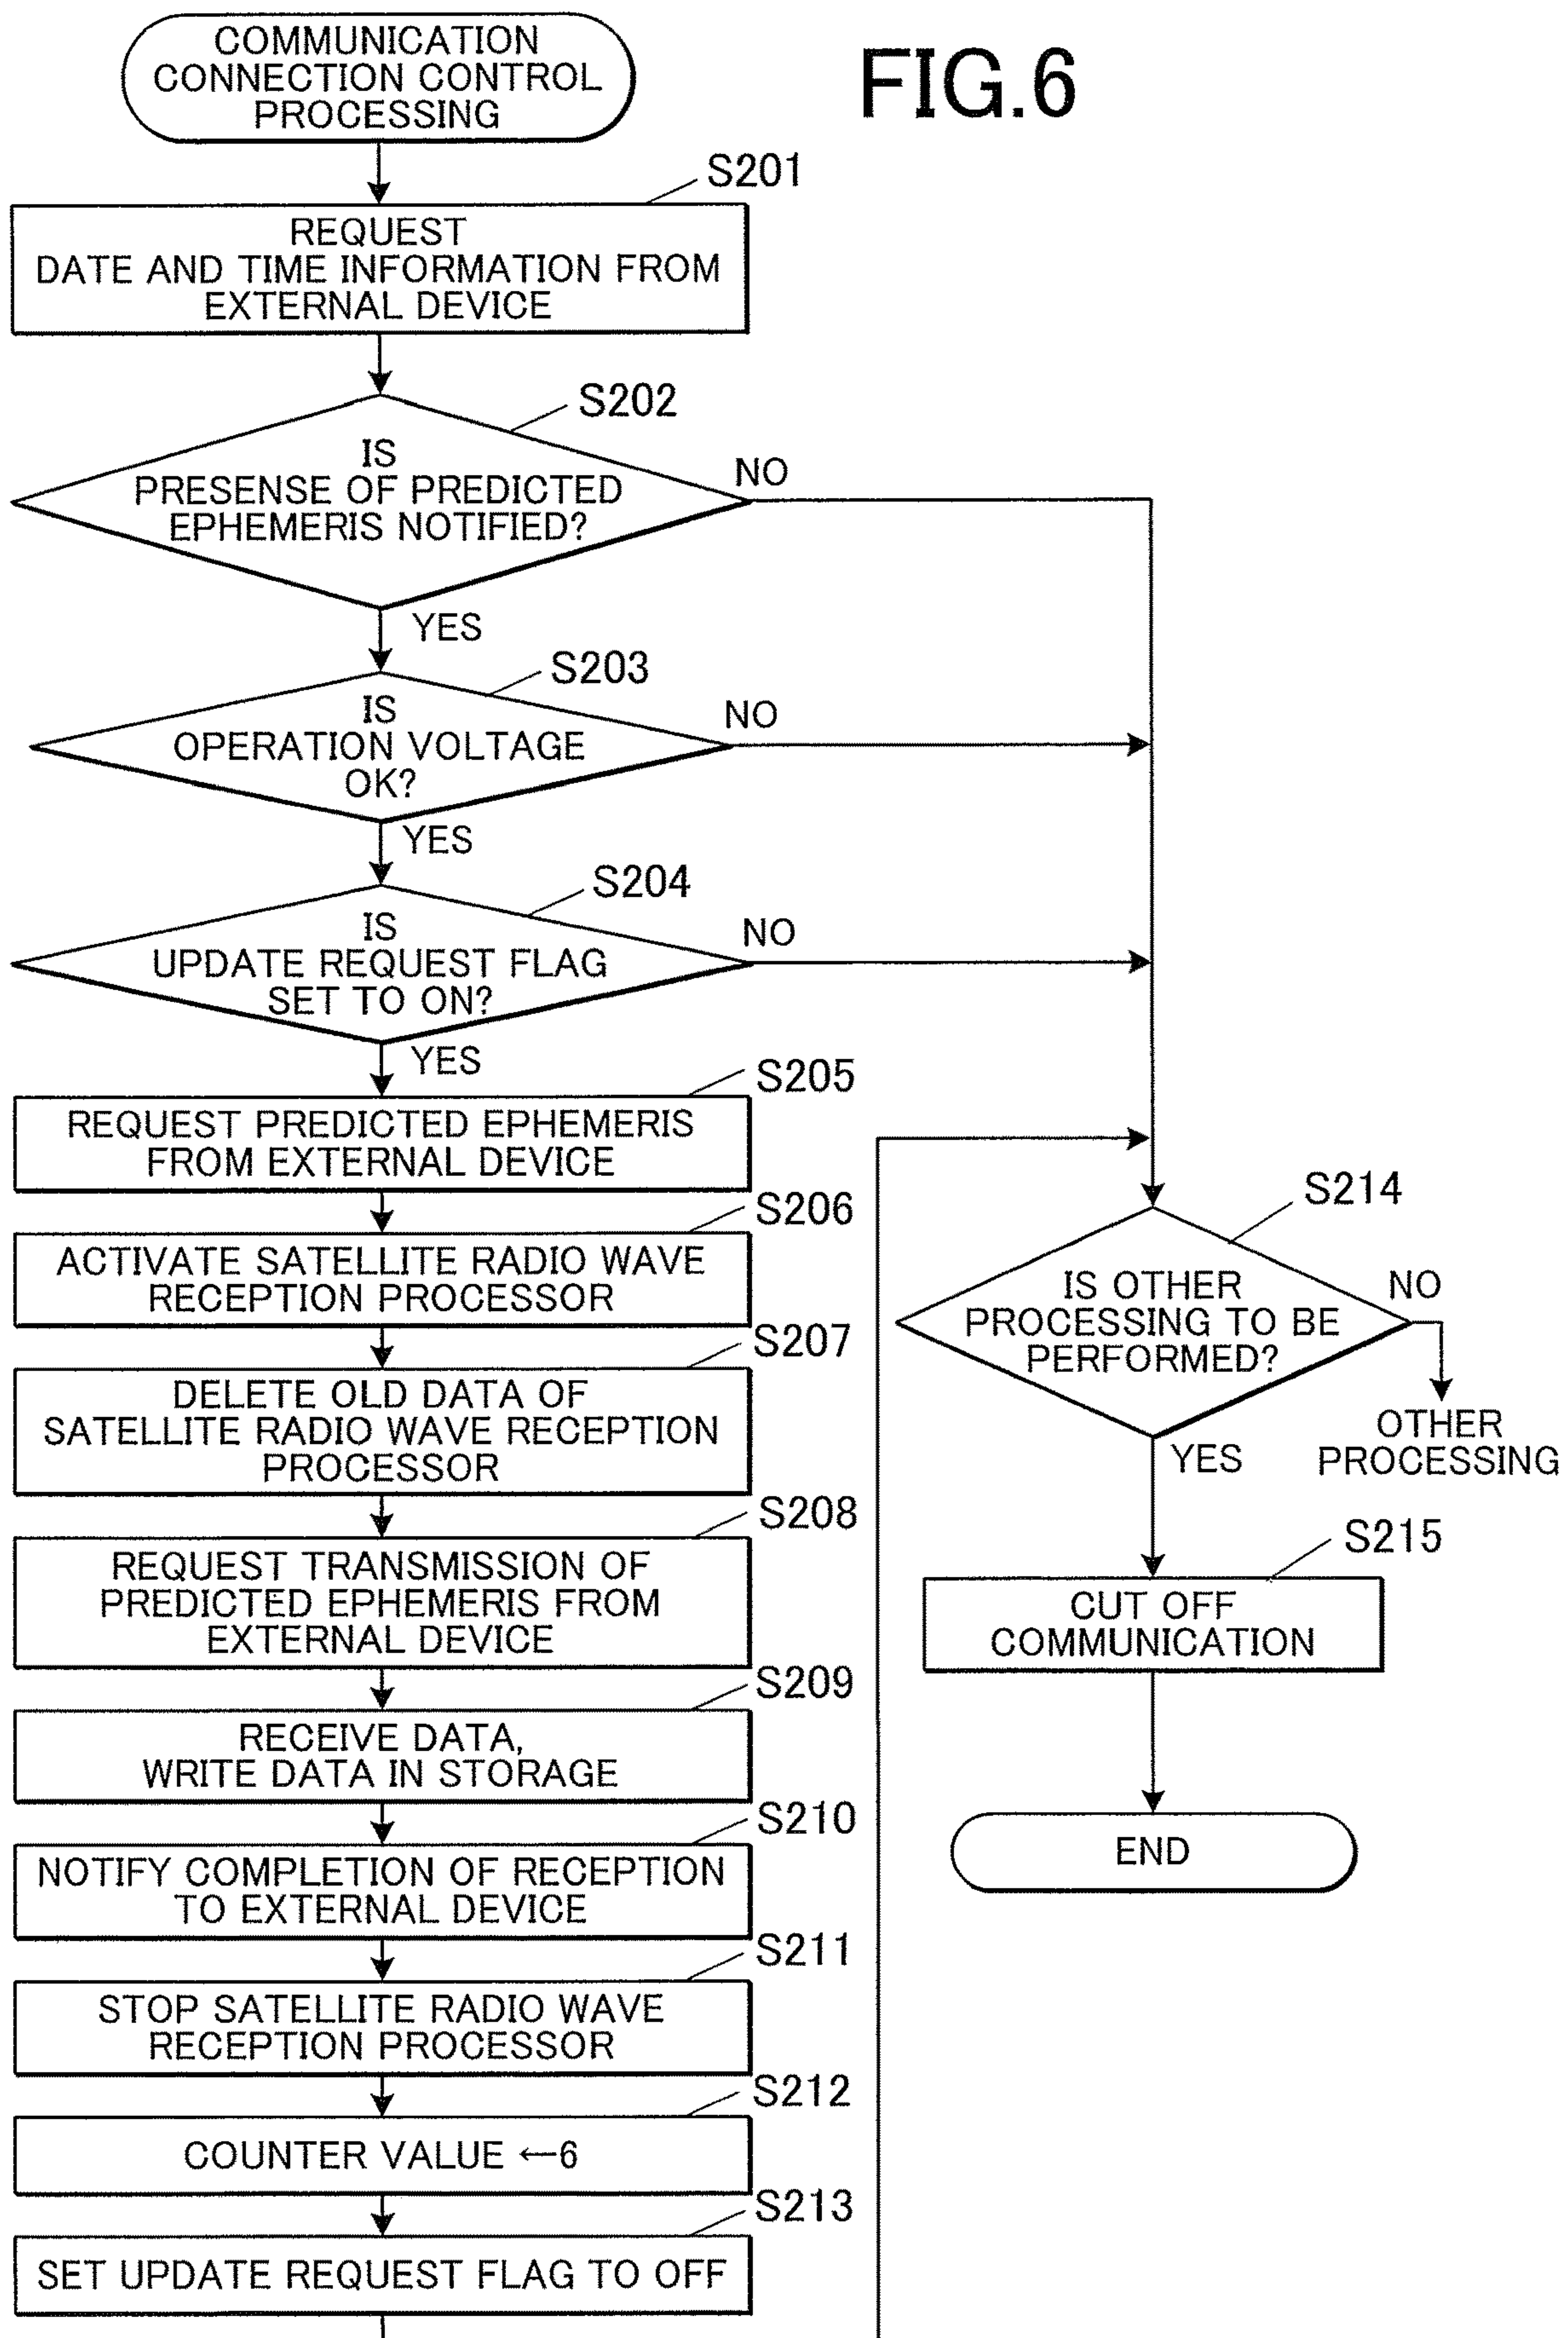 COMMUNICATION
CONNECTION CONTROL
PROCESSING
FIG.6
S201
REQUEST
DATE AND TIME INFORMATION FROM
EXTERNAL DEVICE
S202
IS
PRESENSE OF PREDICTED
EPHEMERIS NOTIFIED?
NO
YES
S203
IS
OPERATION VOLTAGE
OK?
NO
YES
S204
IS
UPDATE REQUEST FLAG
SET TO ON?
NO
YES
S205
REQUEST PREDICTED EPHEMERIS
FROM EXTERNAL DEVICE
S206
ACTIVATE SATELLITE RADIO WAVE
RECEPTION PROCESSOR
S207
DELETE OLD DATA OF
SATELLITE RADIO WAVE RECEPTION
PROCESSOR
S208
REQUEST TRANSMISSION OF
PREDICTED EPHEMERIS FROM
EXTERNAL DEVICE
S209
RECEIVE DATA,
WRITE DATA IN STORAGE
S210
NOTIFY COMPLETION OF RECEPTION
TO EXTERNAL DEVICE
S211
STOP SATELLITE RADIO WAVE
RECEPTION PROCESSOR
S212
COUNTER VALUE ←6
S213
SET UPDATE REQUEST FLAG TO OFF
S214
IS OTHER
PROCESSING TO BE
PERFORMED?
NO
OTHER
PROCESSING
YES
S215
CUT OFF
COMMUNICATION
END